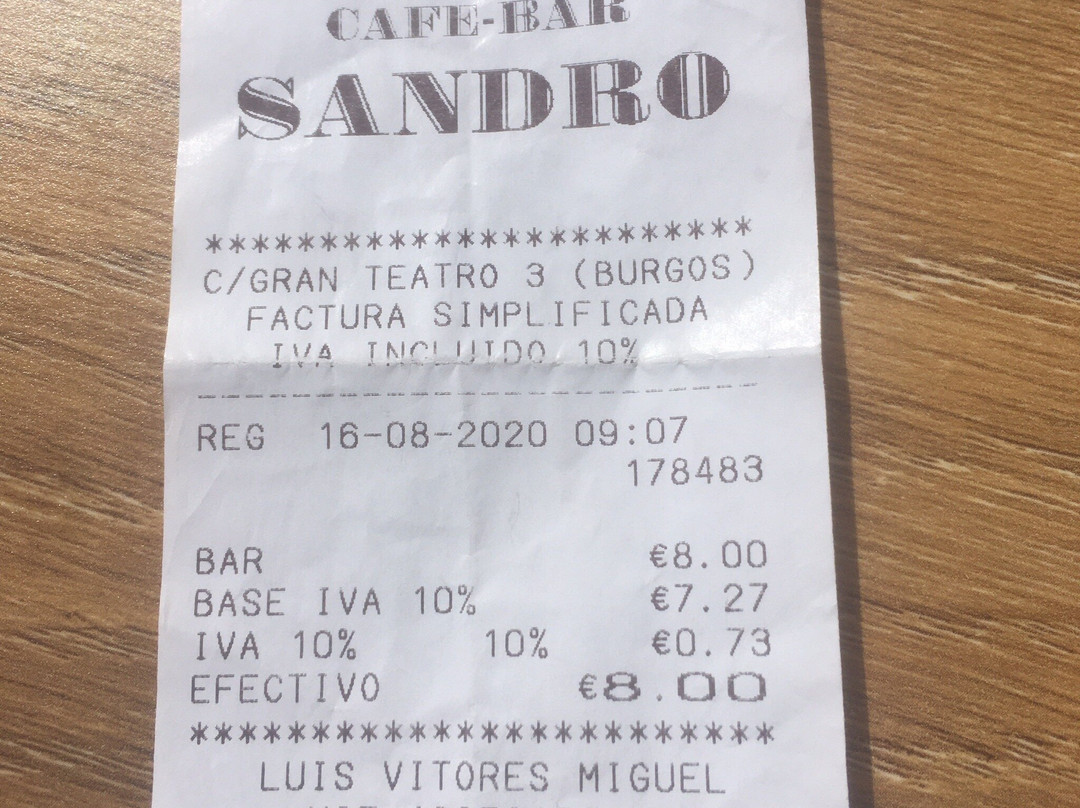 CAFE-BAR
SANDRO
************************
C/GRAN TEATRO 3 (BURGOS)
FACTURA SIMPLIFICADA
IVA INCLUIDO 10%
------------------------
REG 16-08-2020 09:07
178483
BAR €8.00
BASE IVA 10% €7.27
IVA 10% 10% €0.73
EFECTIVO €8.00
*************************
LUIS VITORES MIGUEL